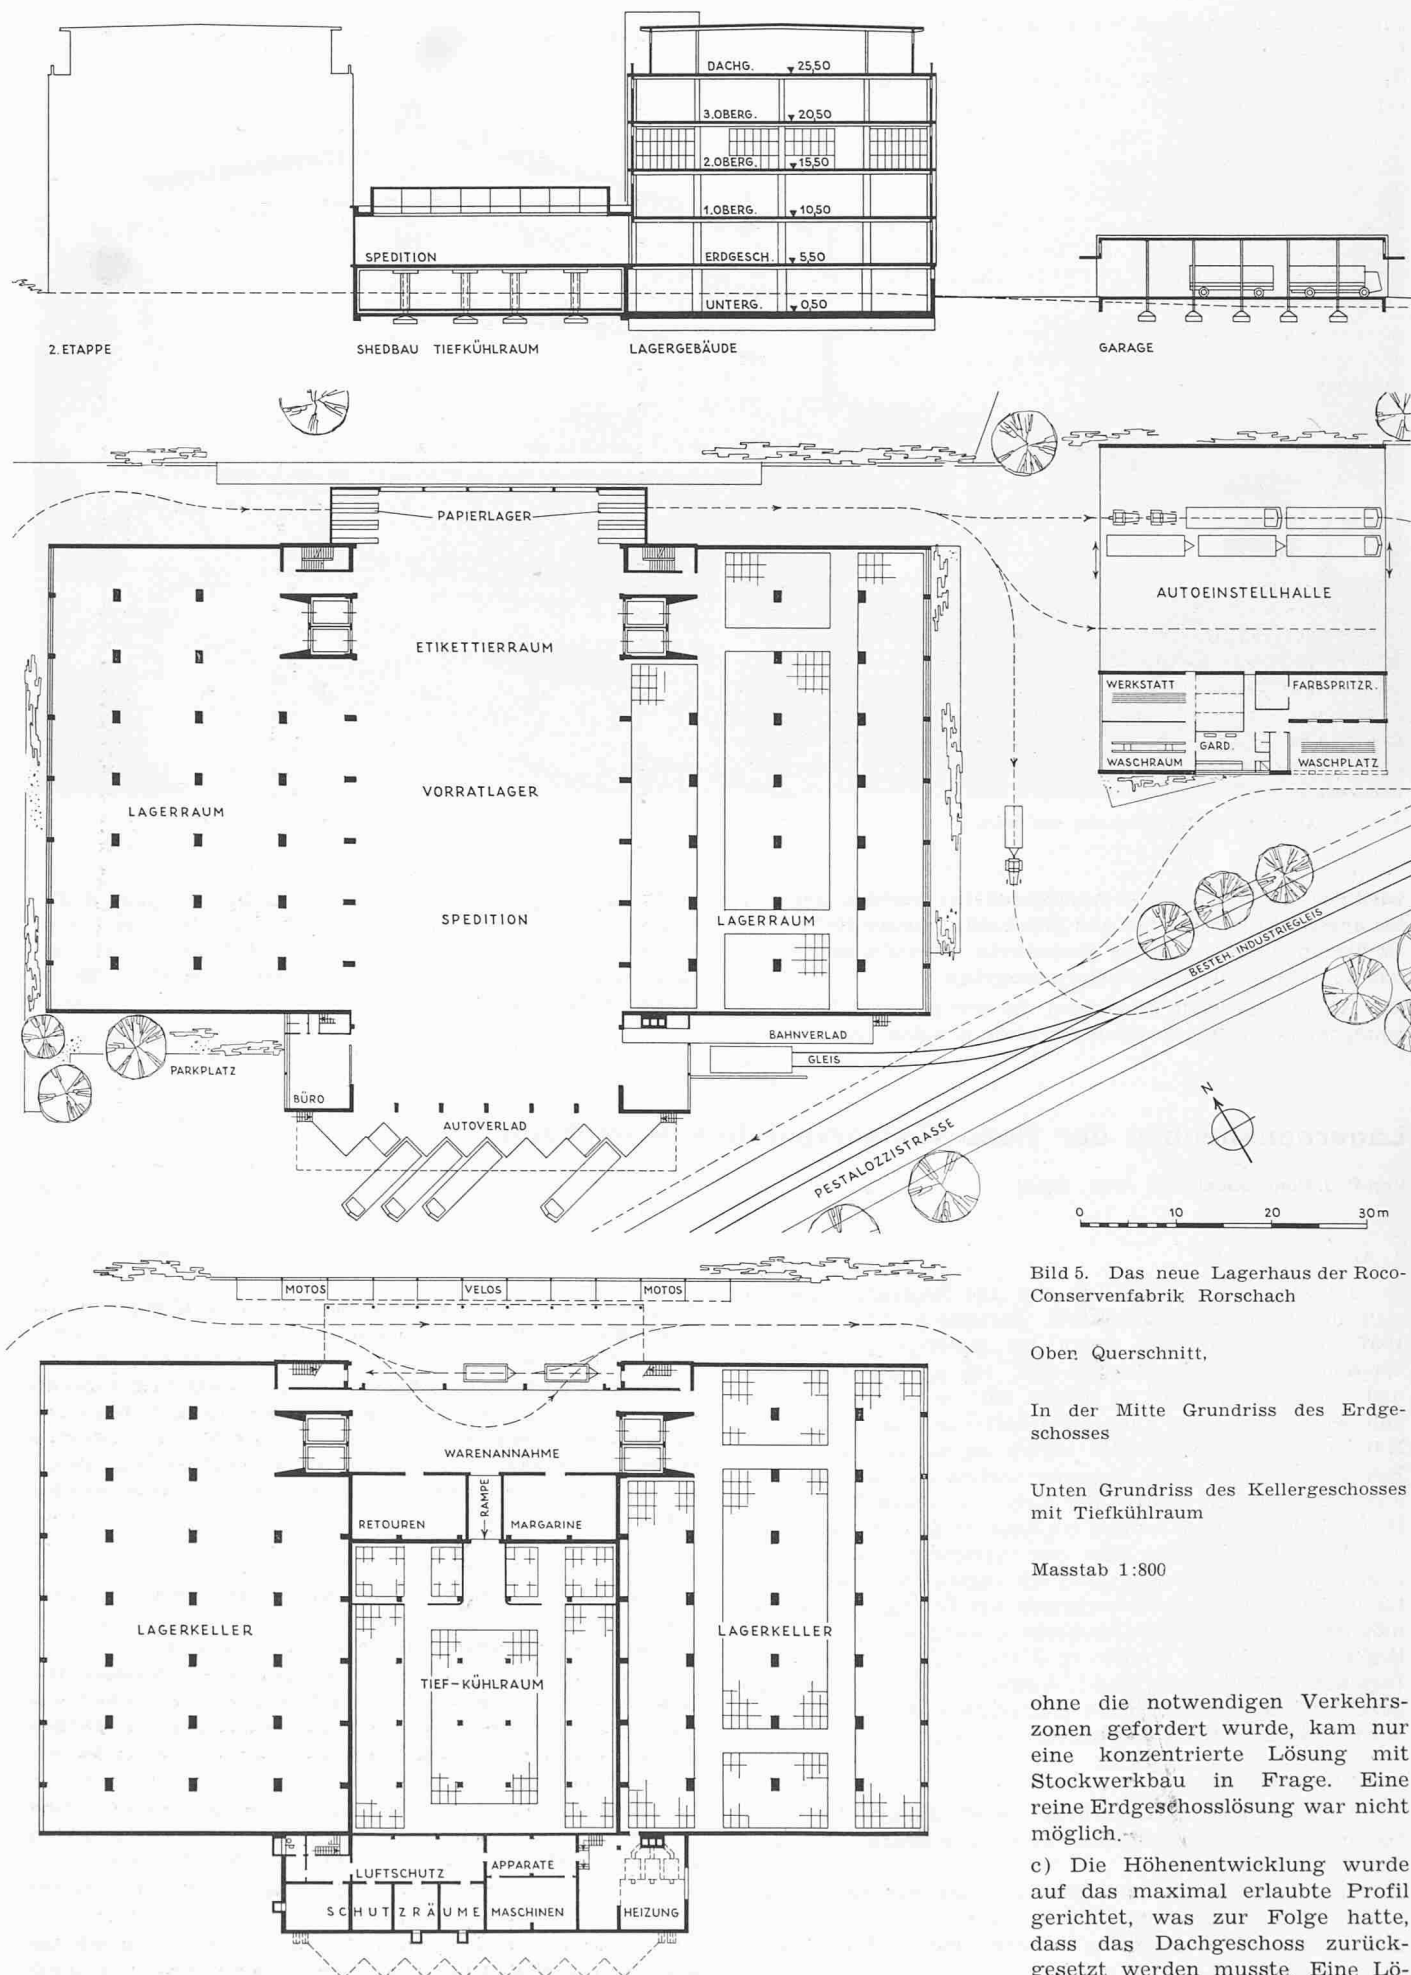 DACHG. 25,50
3.OBERG. 20,50
2.OBERG. 15,50
1.OBERG. 10,50
SPEDITION
ERDGESCH. 5,50
UNTERG. 0,50
2. ETAPPE
SHEDBAU TIEFKÜHLRAUM
LAGERGEBÄUDE
GARAGE
PAPIERLAGER
AUTOEINSTELLHALLE
ETIKETTIERRAUM
WERKSTATT
FARBSPRITZR.
GARD.
WASCHRAUM
WASCHPLATZ
VORRATLAGER
LAGERRAUM
SPEDITION
LAGERRAUM
BESTEH. INDUSTRIEGLEIS
BAHNVERLAD
GLEIS
PARKPLATZ
BÜRO
AUTOVERLAD
PESTALOZZISTRASSE
N
0 10 20 30 m
Bild 5. Das neue Lagerhaus der Roco-
Conservenfabrik Rorschach
Oben Querschnitt,
In der Mitte Grundriss des Erdge-
schosses
Unten Grundriss des Kellergeschosses
mit Tiefkühlraum
Masstab 1:800
MOTOS
VELOS
MOTOS
WARENANNAHME
RAMPE
RETOUREN
MARGARINE
LAGERKELLER
LAGERKELLER
TIEF-KÜHLRAUM
LUFTSCHUTZ
APPARATE
SCHUTZRÄUME
MASCHINEN
HEIZUNG
ohne die notwendigen Verkehrs-
zonen gefordert wurde, kam nur
eine konzentrierte Lösung mit
Stockwerkbau in Frage. Eine
reine Erdgeschosslösung war nicht
möglich.
c) Die Höhenentwicklung wurde
auf das maximal erlaubte Profil
gerichtet, was zur Folge hatte,
dass das Dachgeschoss zurück-
gesetzt werden musste Eine Lö-